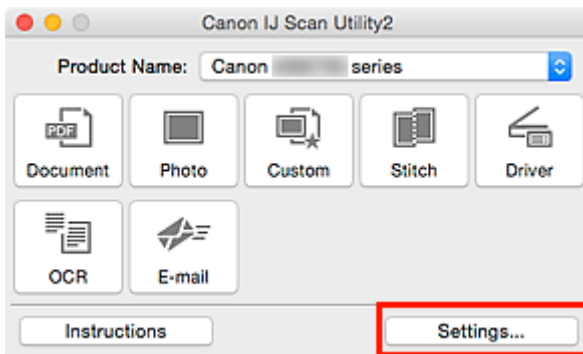 Canon IJ Scan Utility2
Product Name: Canon series
PDF
Document Photo Custom Stitch Driver
OCR E-mail
Instructions Settings...